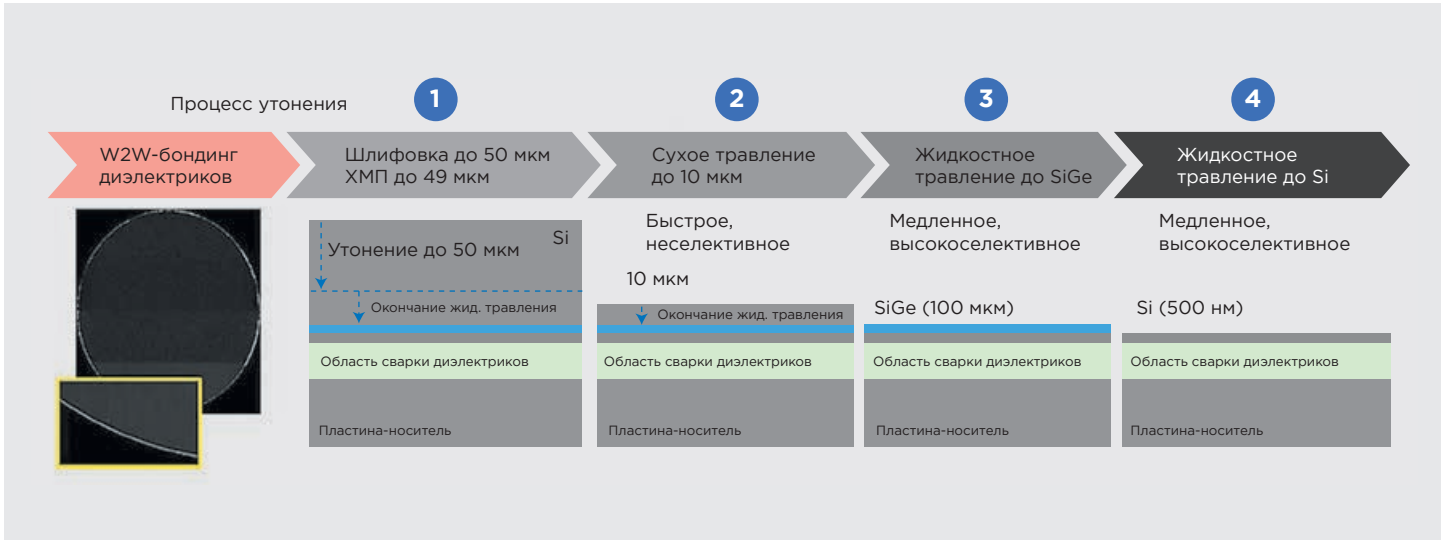 Процесс утонения
1
2
3
4
W2W-бондинг
диэлектриков
Шлифовка до 50 мкм
ХМП до 49 мкм
Сухое травление
до 10 мкм
Жидкостное
травление до SiGe
Жидкостное
травление до Si
Утонение до 50 мкм
Si
Окончание жид. травления
Область сварки диэлектриков
Пластина-носитель
Быстрое,
неселективное
10 мкм
Окончание жид. травления
Область сварки диэлектриков
Пластина-носитель
Медленное,
высокоселективное
SiGe (100 мкм)
Область сварки диэлектриков
Пластина-носитель
Медленное,
высокоселективное
Si (500 нм)
Область сварки диэлектриков
Пластина-носитель